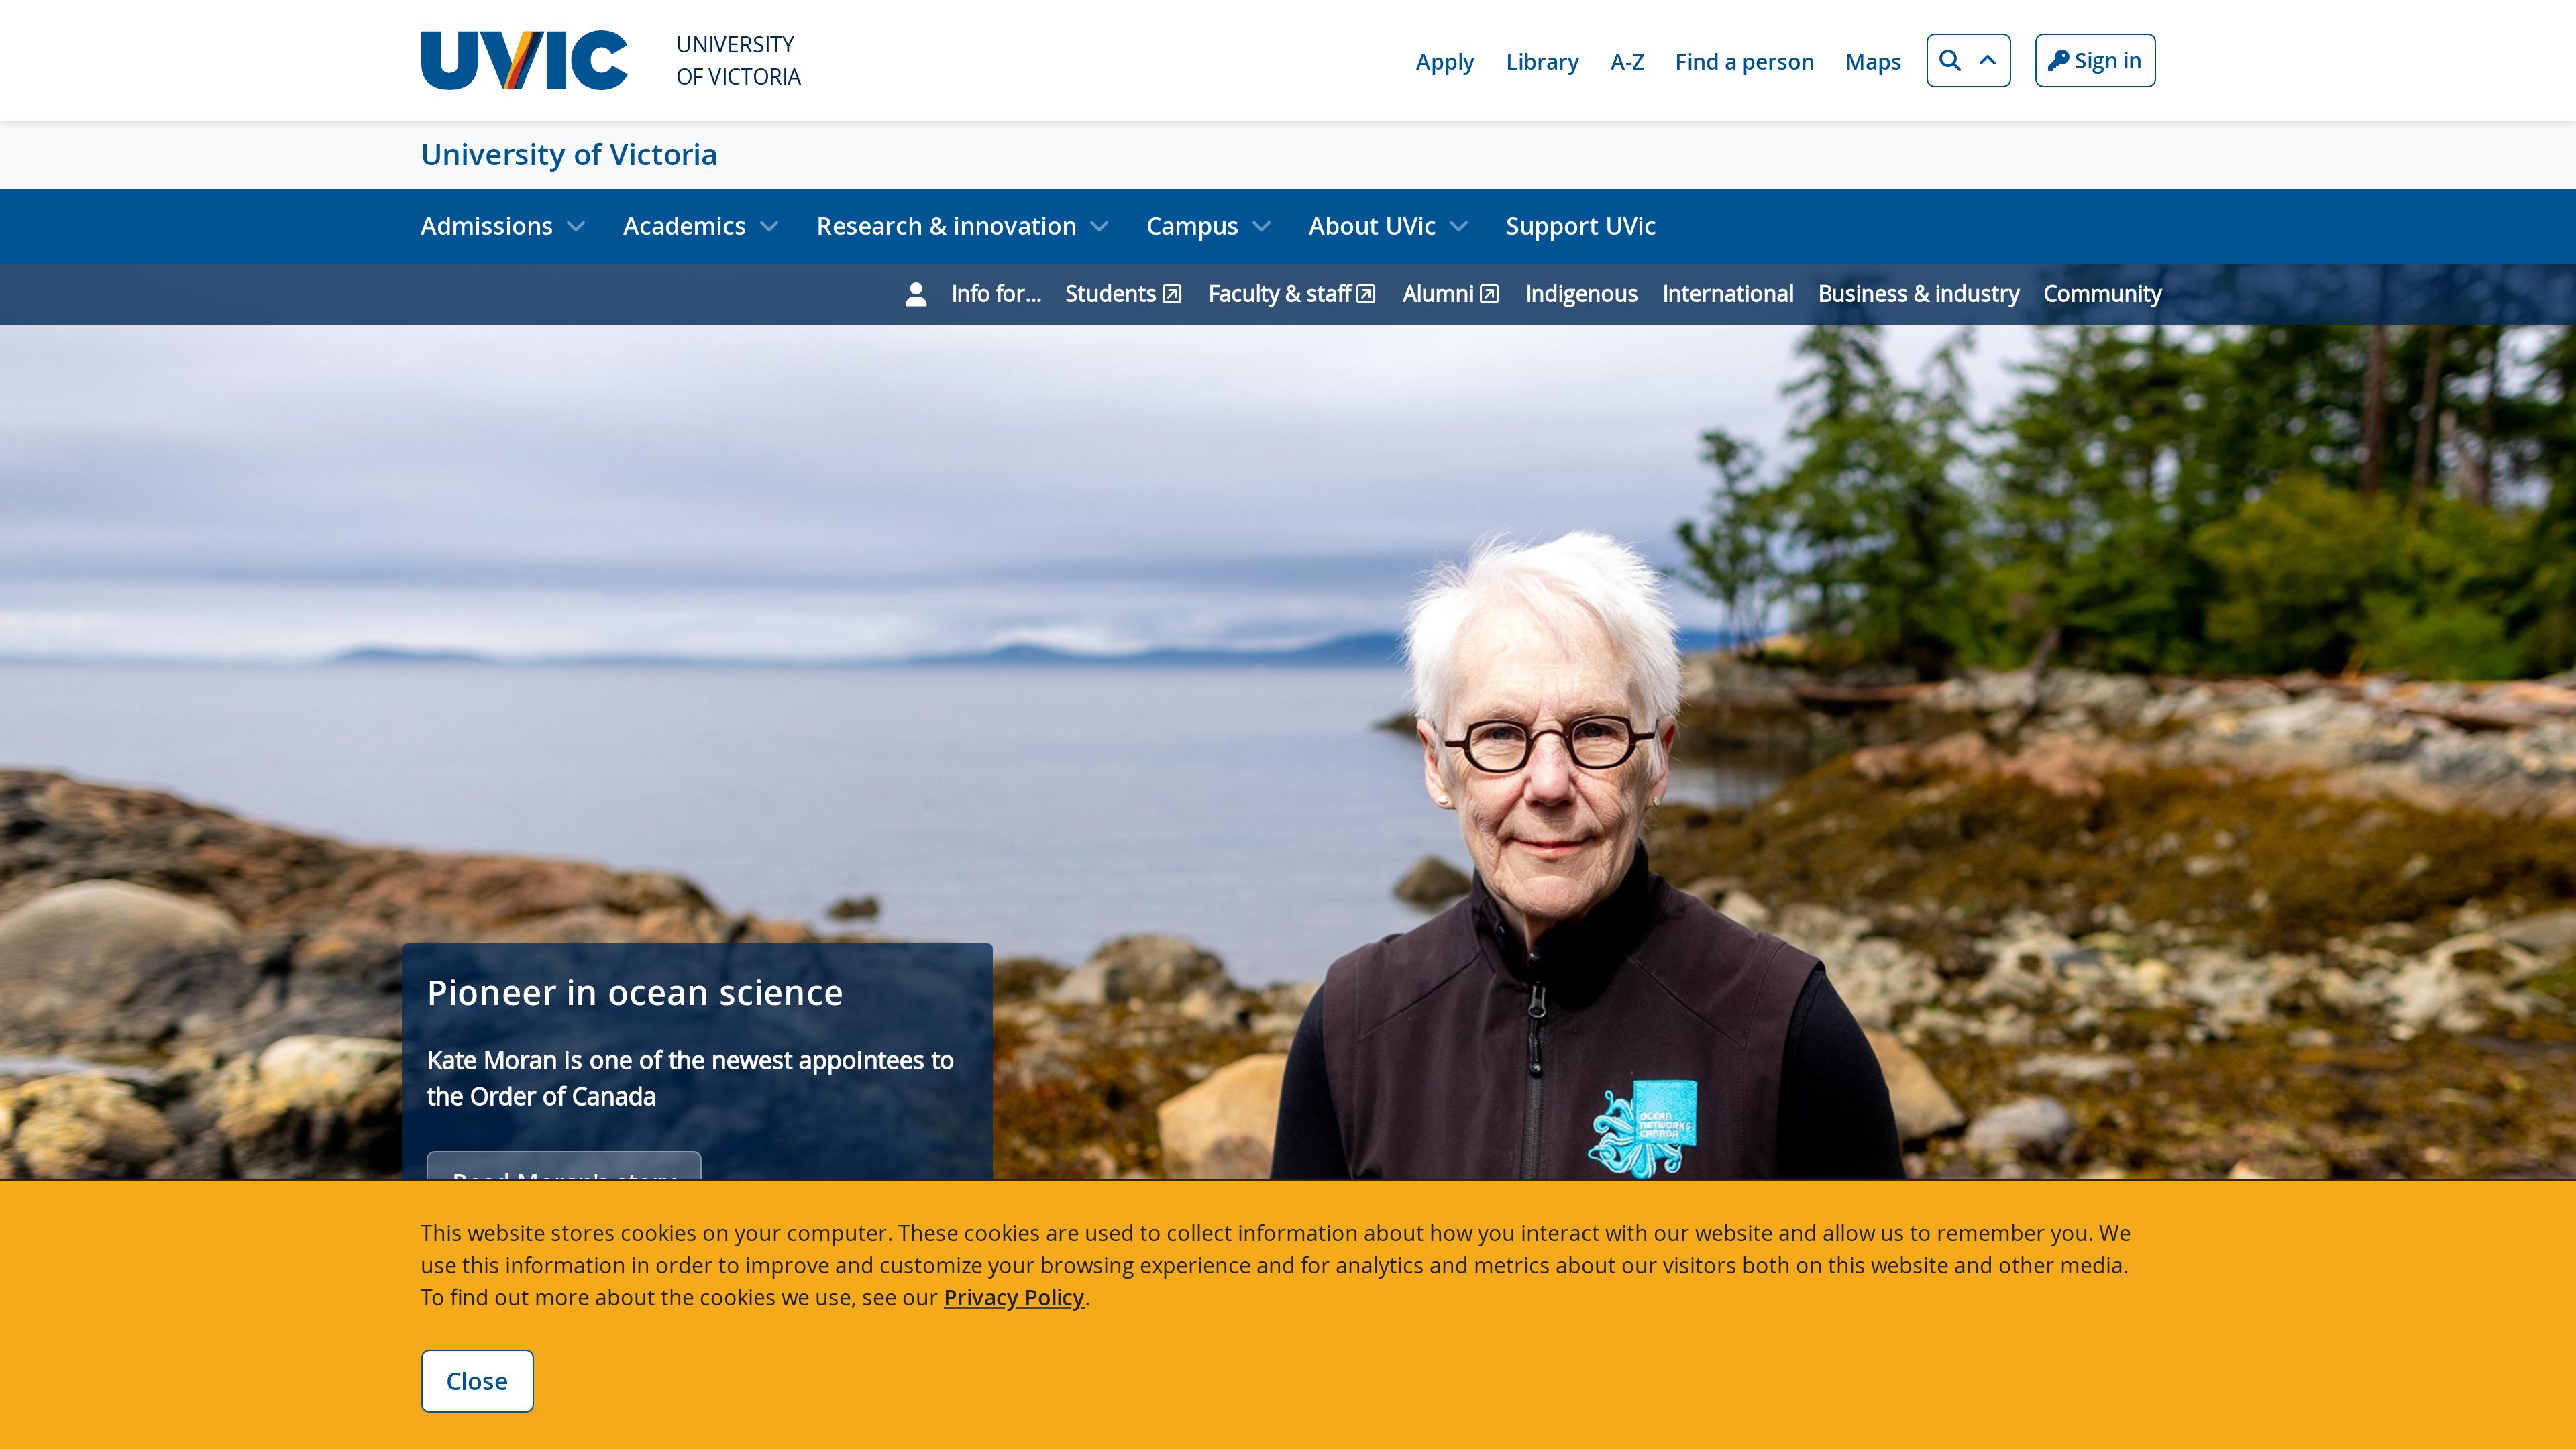 UVIC
UNIVERSITY
OF VICTORIA
Apply Library A-Z Find a person Maps Sign in
University of Victoria
Admissions Academics Research & innovation Campus About UVic Support UVic
Info for... Students Faculty & staff Alumni Indigenous International Business & industry Community
OCEAN
NETWORKS
CANADA
Pioneer in ocean science
Kate Moran is one of the newest appointees to
the Order of Canada
Read Moran's story
This website stores cookies on your computer. These cookies are used to collect information about how you interact with our website and allow us to remember you. We
use this information in order to improve and customize your browsing experience and for analytics and metrics about our visitors both on this website and other media.
To find out more about the cookies we use, see our Privacy Policy.
Close